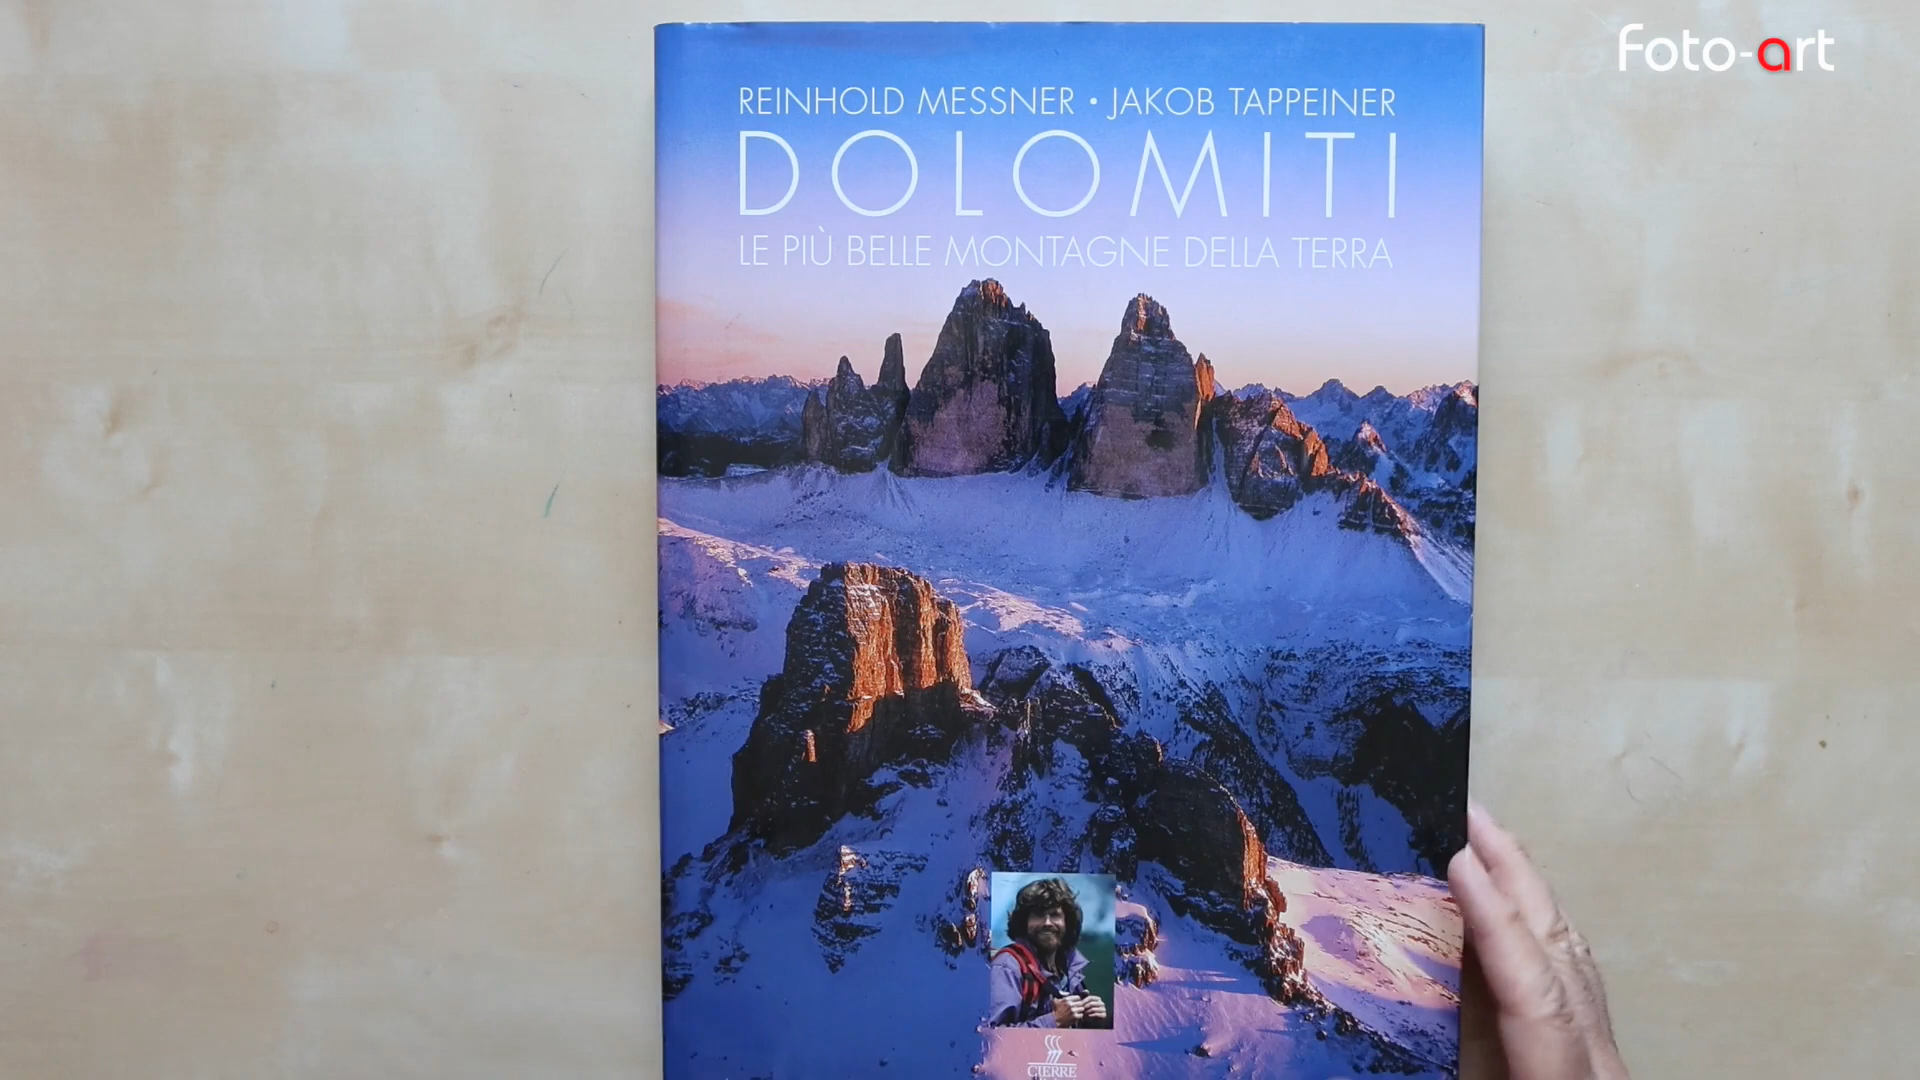 foto-art
REINHOLD MESSNER • JAKOB TAPPEINER
DOLOMITI
LE PIÙ BELLE MONTAGNE DELLA TERRA
CIERRE